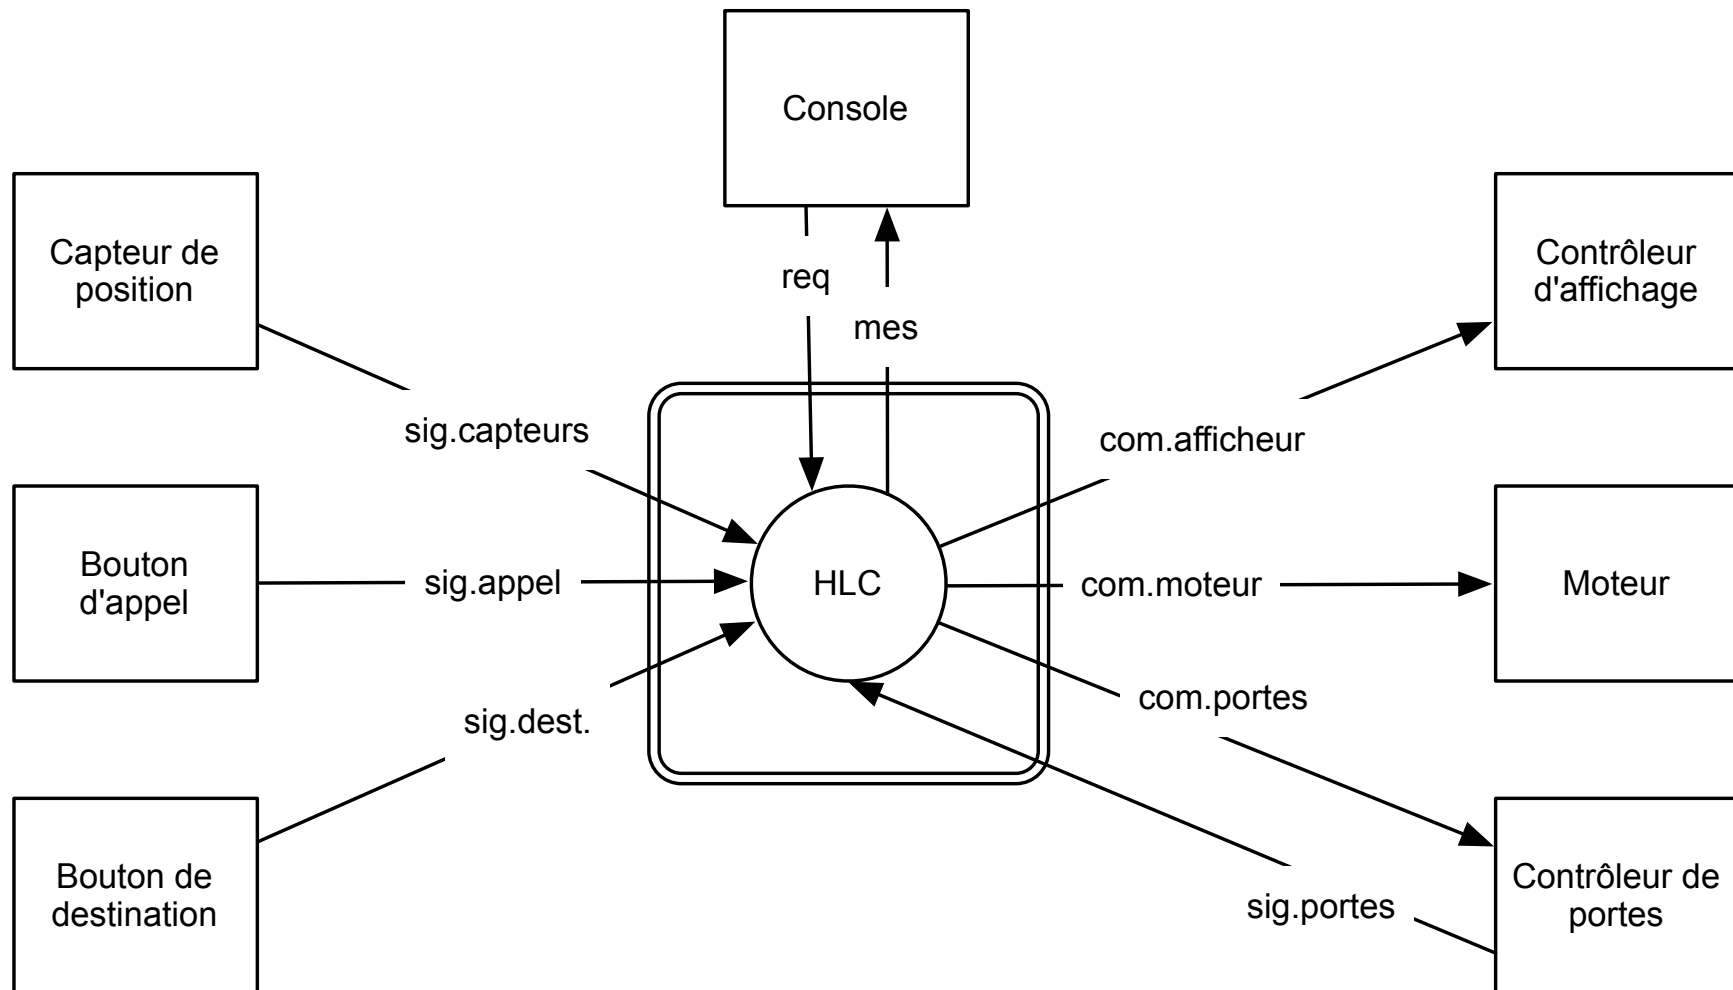 Console
Capteur de
position
Contrôleur
d'affichage
req
mes
sig.capteurs
com.afficheur
Bouton
d'appel
sig.appel
HLC
com.moteur
Moteur
sig.dest.
com.portes
Bouton de
destination
sig.portes
Contrôleur de
portes